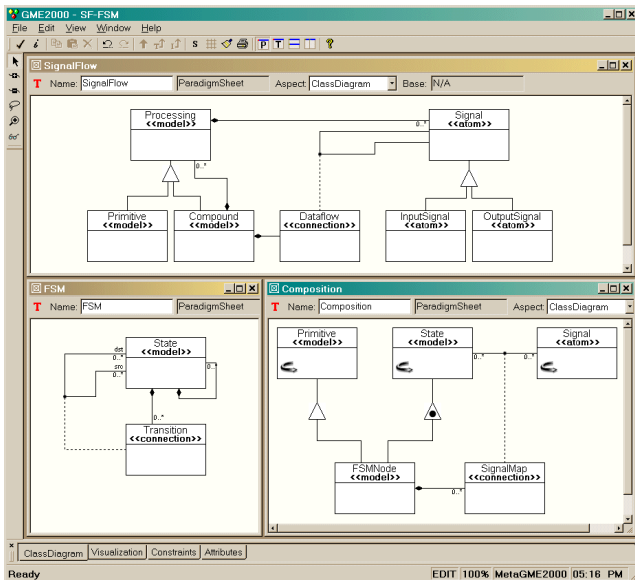 GME2000 - SF-FSM
File Edit View Window Help
SignalFlow
T Name: SignalFlow ParadigmSheet Aspect: ClassDiagram Base: N/A
Processing
<<model>>
Signal
<<atom>>
0..*
0..*
Primitive
<<model>>
Compound
<<model>>
Dataflow
<<connection>>
InputSignal
<<atom>>
OutputSignal
<<atom>>
FSM
T Name: FSM ParadigmSheet
State
<<model>>
dst
0..*
src
0..*
0..*
0..*
Transition
<<connection>>
Composition
T Name: Composition ParadigmSheet Aspect: ClassDiagram
Primitive
<<model>>
State
<<model>>
Signal
<<atom>>
0..*
0..*
FSMNode
<<model>>
SignalMap
<<connection>>
0..*
ClassDiagram Visualization Constraints Attributes
Ready EDIT 100% MetaGME2000 05:16 PM